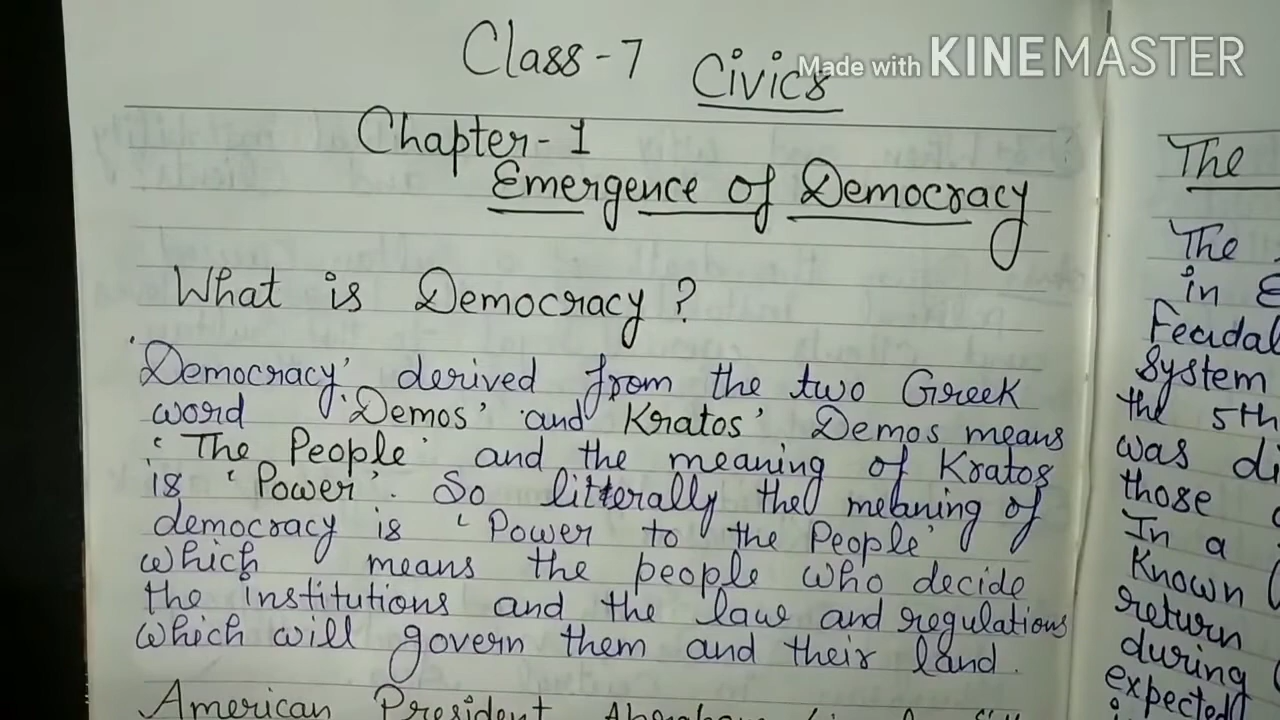 Class-7
Civics
Made with KINEMASTER
Chapter-1
Emergence of Democracy
What is Democracy?
'Democracy' derived from the two Greek
word 'Demos' and Kratos' Demos means
'The People' and the meaning of Kratos
is 'Power'. So litterally the meaning of
democracy is 'Power to the People'
which means the people who decide
the institutions and the law and regulations
which will govern them and their land.
American President
The
The
in
Feudal
System
the 5th
was di
those
In a
Known
return
during
expected